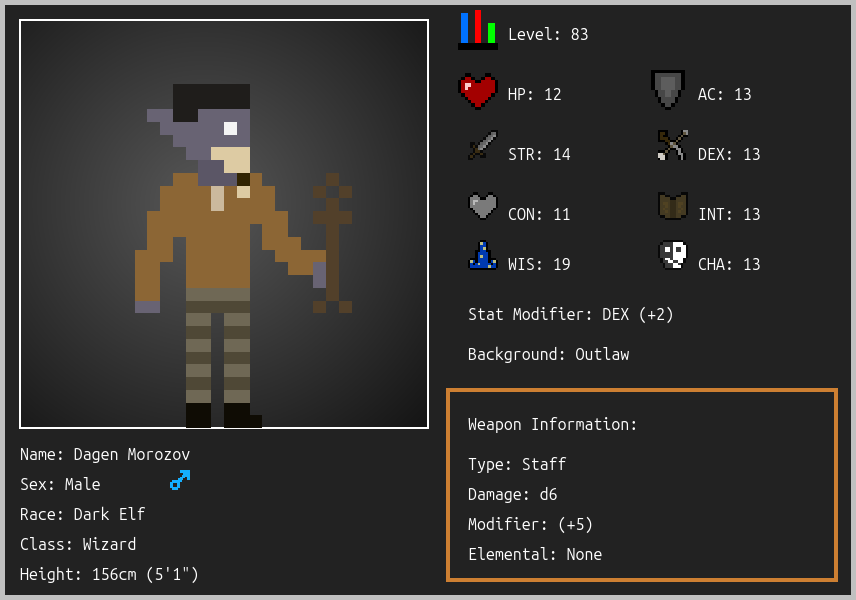 Level: 83
HP: 12
AC: 13
STR: 14
DEX: 13
CON: 11
INT: 13
WIS: 19
CHA: 13
Stat Modifier: DEX (+2)
Background: Outlaw
Weapon Information:
Type: Staff
Damage: d6
Modifier: (+5)
Elemental: None
Name: Dagen Morozov
Sex: Male
Race: Dark Elf
Class: Wizard
Height: 156cm (5'1")